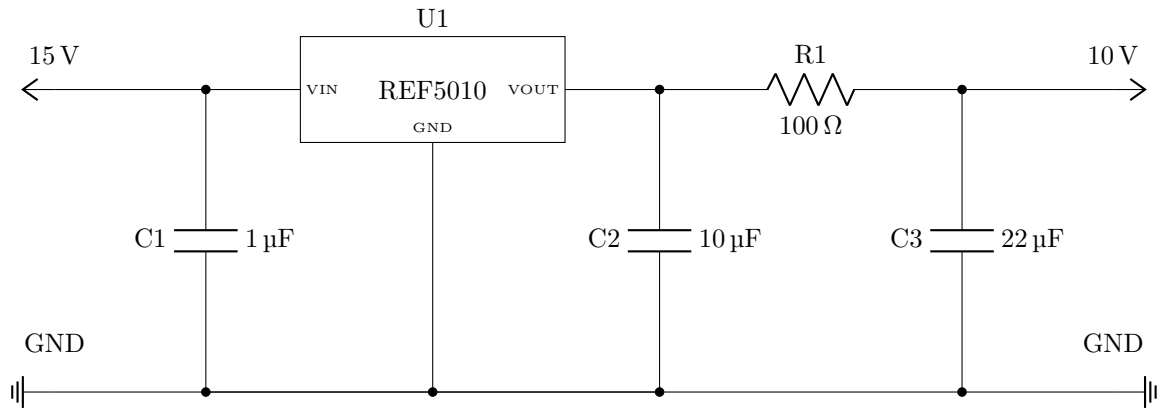 U1
15 V
10 V
R1
VIN
REF5010
VOUT
GND
100 Ω
C1
1 µF
C2
10 µF
C3
22 µF
GND
GND